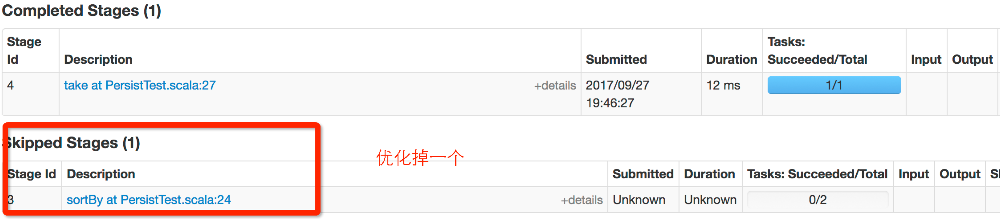 Completed Stages (1)
Stage Id Description Submitted Duration Tasks: Succeeded/Total Input Output
4 take at PersistTest.scala:27 +details 2017/09/27 19:46:27 12 ms 1/1
Skipped Stages (1)
优化掉一个
Stage Id Description Submitted Duration Tasks: Succeeded/Total Input Output
3 sortBy at PersistTest.scala:24 +details Unknown Unknown 0/2